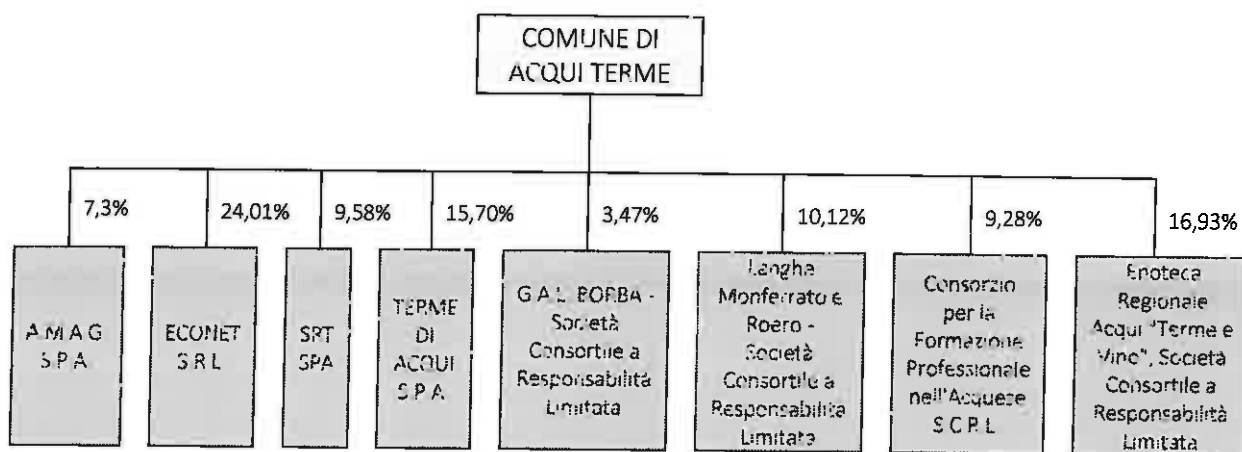 COMUNE DI
ACQUI TERME
7,3%
24,01%
9,58%
15,70%
3,47%
10,12%
9,28%
16,93%
A.M.A.G
S.P.A
ECONET
S.R.L
SRT
SPA
TERME
DI
ACQUI
S.P.A
G.A.L. BORBA -
Società
Consortile a
Responsabilità
Limitata
Langhe
Monferrato e
Roero -
Società
Consortile a
Responsabilità
Limitata
Consorzio
per la
Formazione
Professionale
nell'Acquese
S.C.R.L
Enoteca
Regionale
Acqui "Terme e
Vino", Società
Consortile a
Responsabilità
Limitata